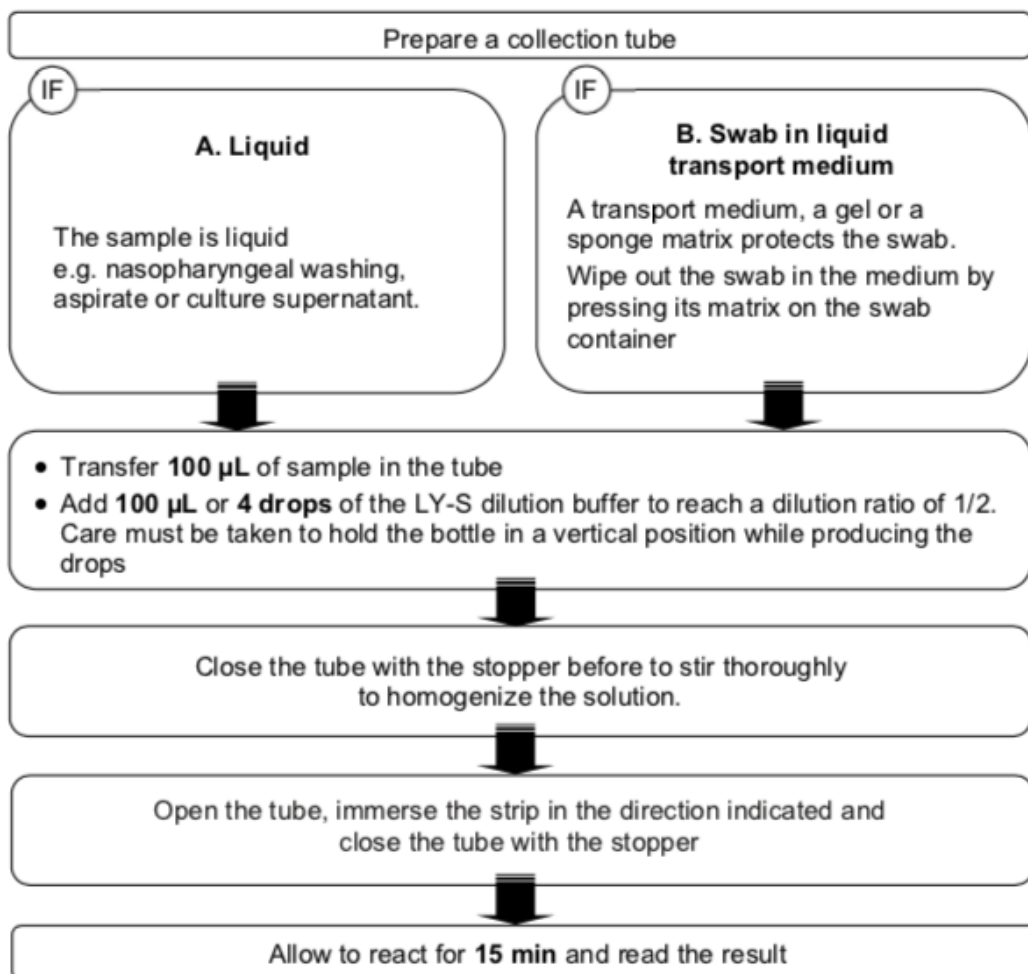 Prepare a collection tube
IF
A. Liquid
The sample is liquid
e.g. nasopharyngeal washing,
aspirate or culture supernatant.
IF
B. Swab in liquid
transport medium
A transport medium, a gel or a
sponge matrix protects the swab.
Wipe out the swab in the medium by
pressing its matrix on the swab
container
• Transfer 100 µL of sample in the tube
• Add 100 µL or 4 drops of the LY-S dilution buffer to reach a dilution ratio of 1/2.
Care must be taken to hold the bottle in a vertical position while producing the
drops
Close the tube with the stopper before to stir thoroughly
to homogenize the solution.
Open the tube, immerse the strip in the direction indicated and
close the tube with the stopper
Allow to react for 15 min and read the result